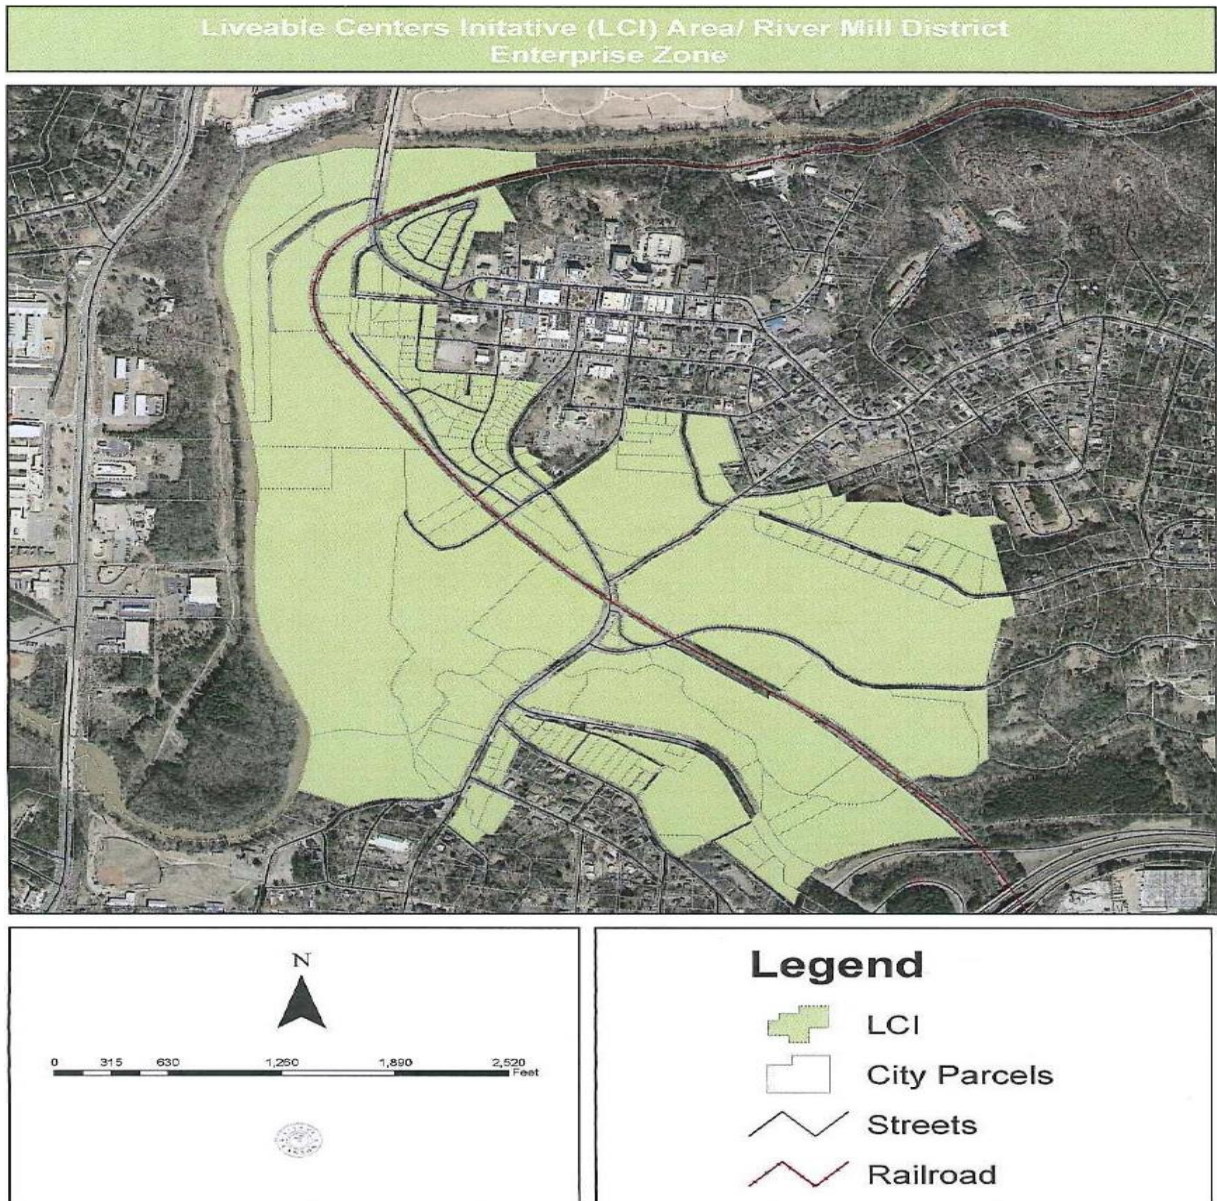 Liveable Centers Initative (LCI) Area/ River Mill District
Enterprise Zone
N
0 315 630 1,260 1,890 2,520
Feet
Legend
LCI
City Parcels
Streets
Railroad